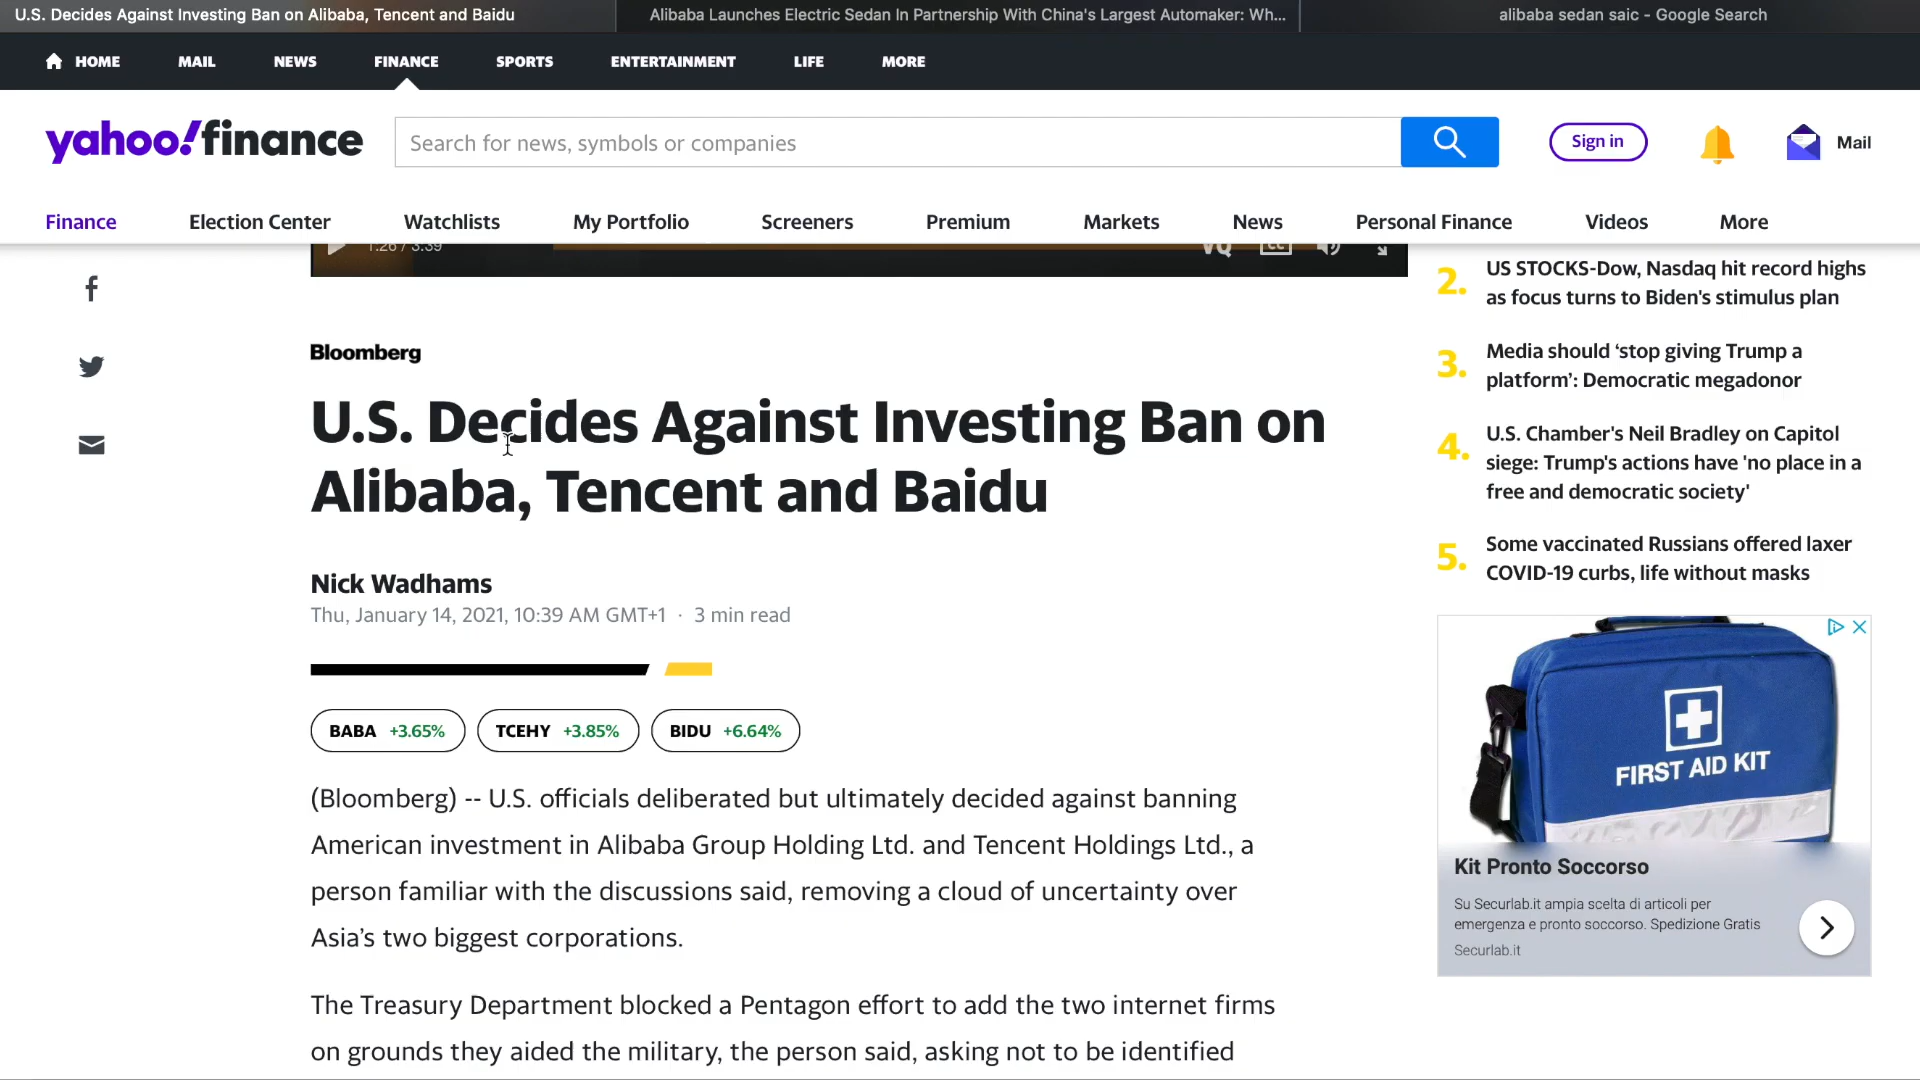 U.S. Decides Against Investing Ban on Alibaba, Tencent and Baidu
Alibaba Launches Electric Sedan In Partnership With China's Largest Automaker: Wh...
alibaba sedan saic - Google Search
HOME MAIL NEWS FINANCE SPORTS ENTERTAINMENT LIFE MORE
yahoo!finance
Search for news, symbols or companies
Sign in
Mail
Finance Election Center Watchlists My Portfolio Screeners Premium Markets News Personal Finance Videos More
1:26 / 3:39
Bloomberg
U.S. Decides Against Investing Ban on
Alibaba, Tencent and Baidu
Nick Wadhams
Thu, January 14, 2021, 10:39 AM GMT+1 · 3 min read
BABA +3.65% TCEHY +3.85% BIDU +6.64%
(Bloomberg) -- U.S. officials deliberated but ultimately decided against banning
American investment in Alibaba Group Holding Ltd. and Tencent Holdings Ltd., a
person familiar with the discussions said, removing a cloud of uncertainty over
Asia's two biggest corporations.
The Treasury Department blocked a Pentagon effort to add the two internet firms
on grounds they aided the military, the person said, asking not to be identified
2. US STOCKS-Dow, Nasdaq hit record highs
as focus turns to Biden's stimulus plan
3. Media should ‘stop giving Trump a
platform’: Democratic megadonor
4. U.S. Chamber's Neil Bradley on Capitol
siege: Trump's actions have 'no place in a
free and democratic society'
5. Some vaccinated Russians offered laxer
COVID-19 curbs, life without masks
FIRST AID KIT
Kit Pronto Soccorso
Su Securlab.it ampia scelta di articoli per
emergenza e pronto soccorso. Spedizione Gratis
Securlab.it